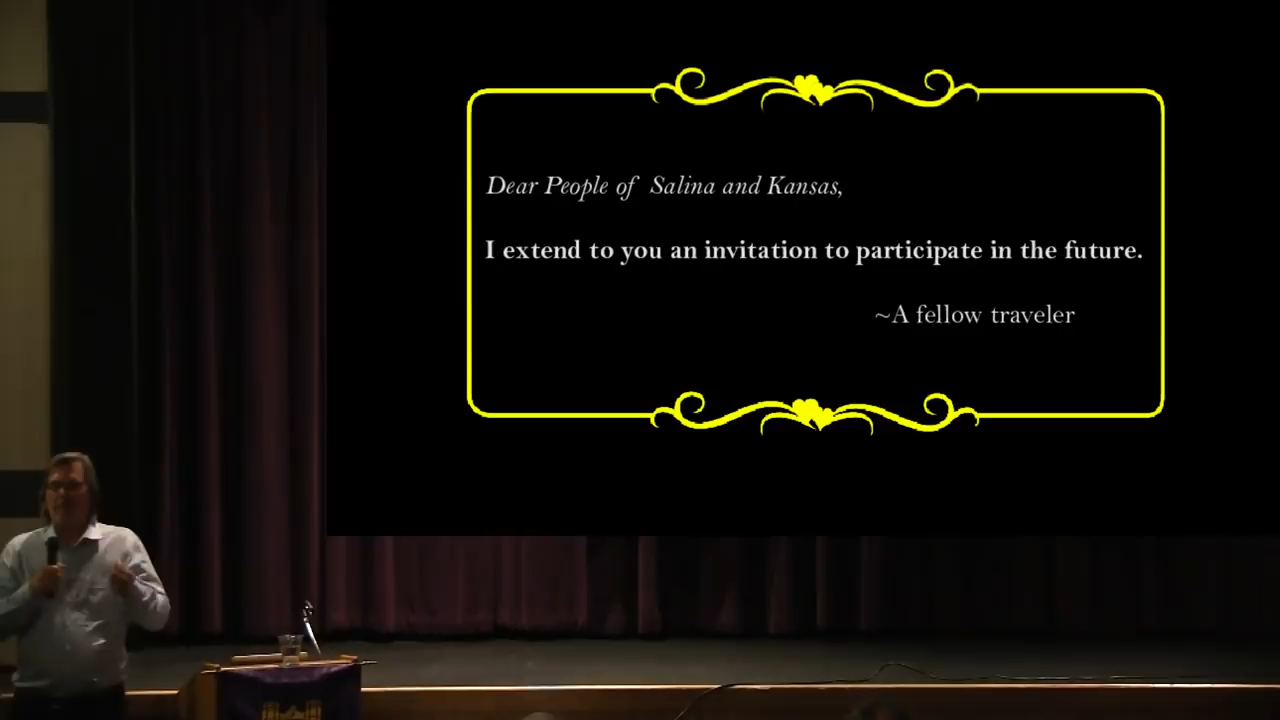 Dear People of Salina and Kansas,
I extend to you an invitation to participate in the future.
~A fellow traveler